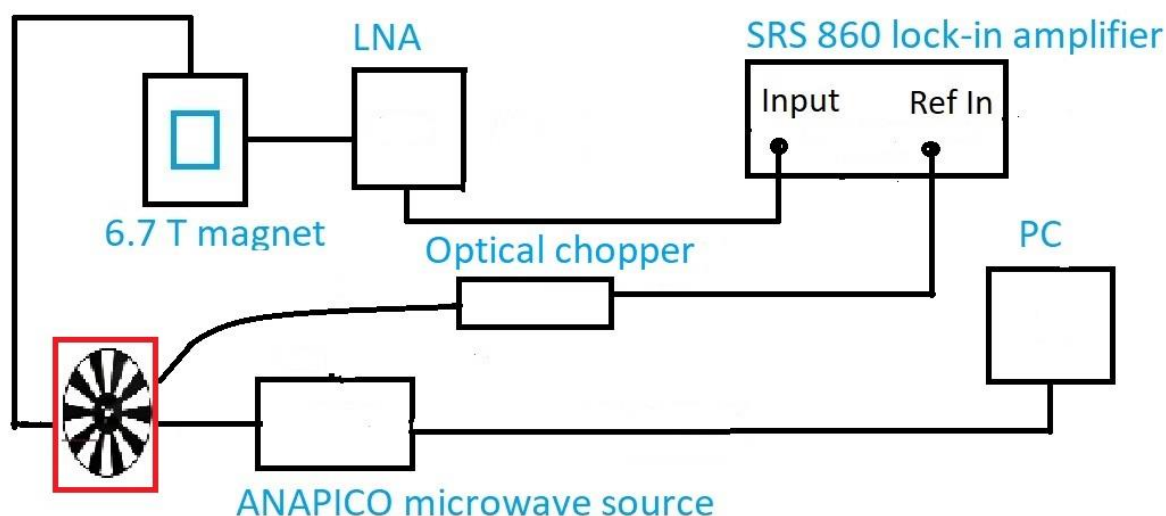 LNA
SRS 860 lock-in amplifier
Input
Ref In
6.7 T magnet
Optical chopper
PC
ANAPICO microwave source